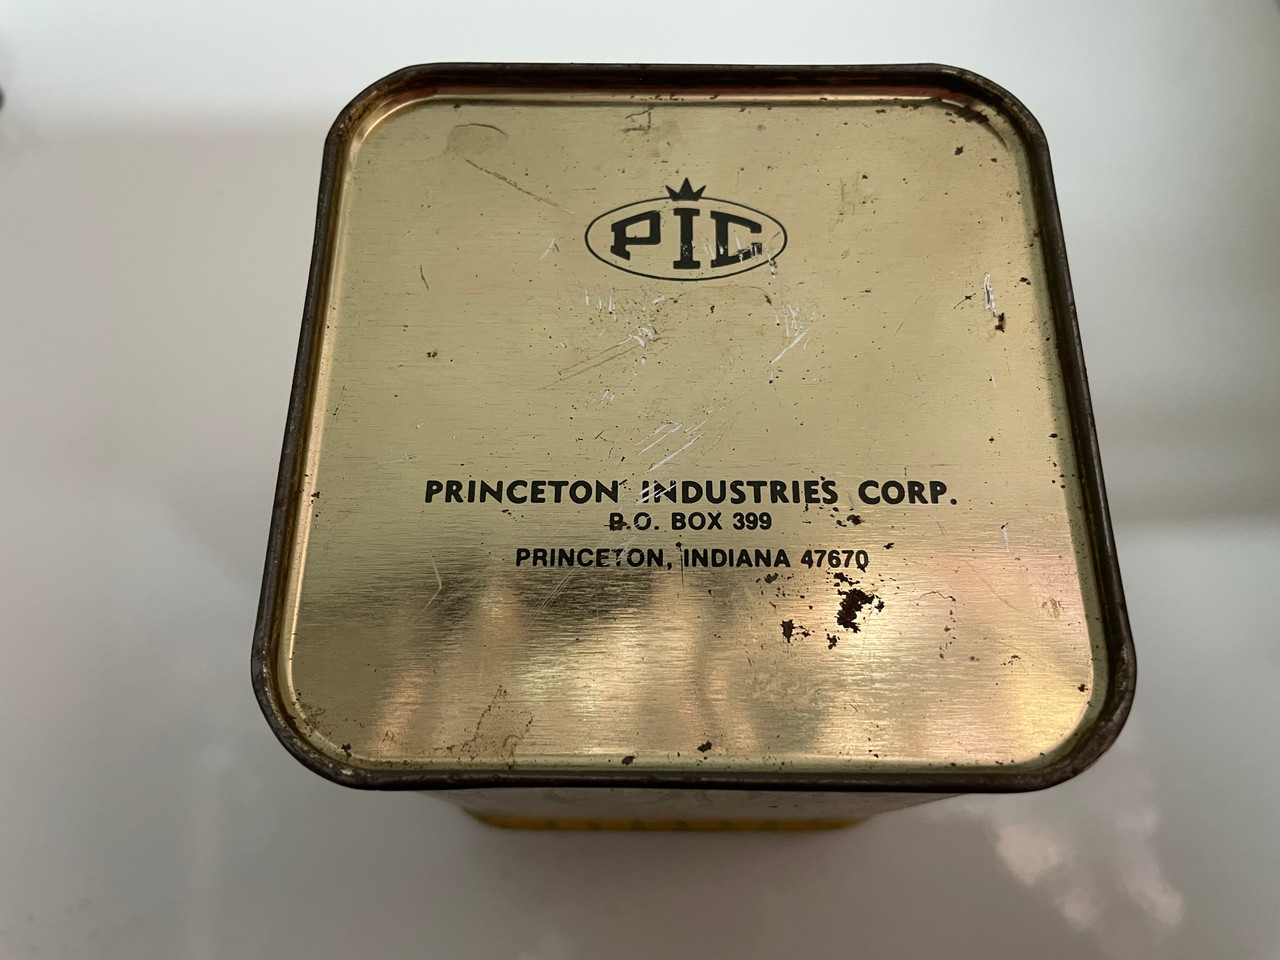 PIC
PRINCETON INDUSTRIES CORP.
P.O. BOX 399
PRINCETON, INDIANA 47670